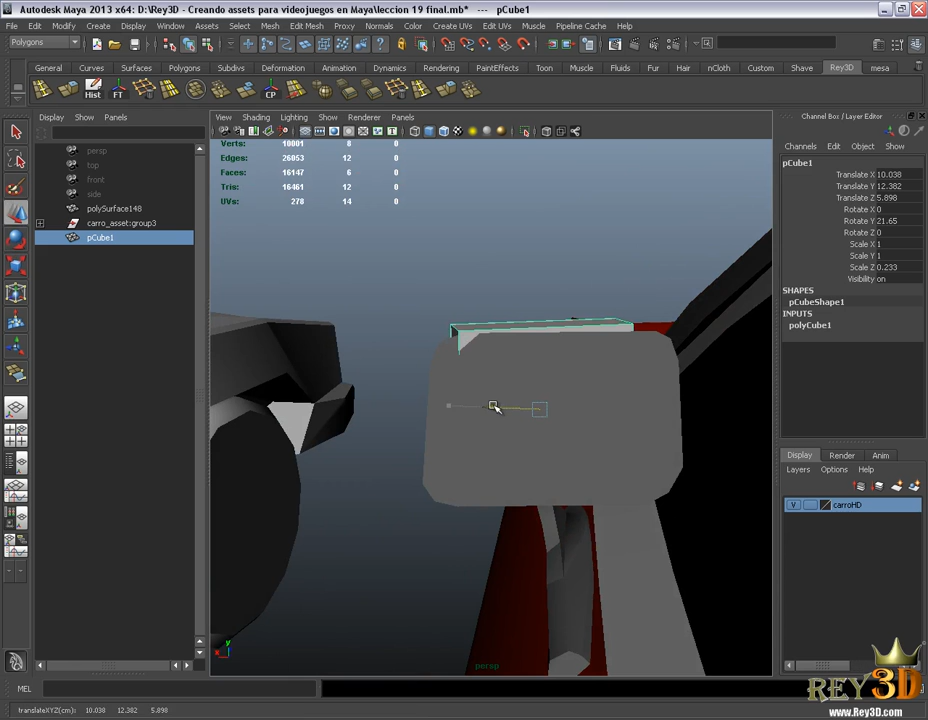 Autodesk Maya 2013 x64: D:\Rey3D - Creando assets para videojuegos en Maya\leccion 19 final.mb* --- pCube1
File Edit Modify Create Display Window Assets Select Mesh Edit Mesh Proxy Normals Color Create UVs Edit UVs Muscle Pipeline Cache Help
Polygons
General Curves Surfaces Polygons Subdivs Deformation Animation Dynamics Rendering PaintEffects Toon Muscle Fluids Fur Hair nCloth Custom Shave Rey3D mesa
Hist FT CP
Display Show Panels
View Shading Lighting Show Renderer Panels
Channel Box / Layer Editor
Channels Edit Object Show
persp
top
front
side
polySurface148
carro_asset:group3
pCube1
Verts: 10001 8 0
Edges: 26053 12 0
Faces: 16147 6 0
Tris: 16461 12 0
UVs: 278 14 0
pCube1
Translate X 10.038
Translate Y 12.382
Translate Z 5.898
Rotate X 0
Rotate Y 21.65
Rotate Z 0
Scale X 1
Scale Y 1
Scale Z 0.233
Visibility on
SHAPES
pCubeShape1
INPUTS
polyCube1
Display Render Anim
Layers Options Help
V carroHD
y
x z
persp
MEL
translateXYZ(cm): 10.038 12.382 5.898
REY3D
www.Rey3D.com